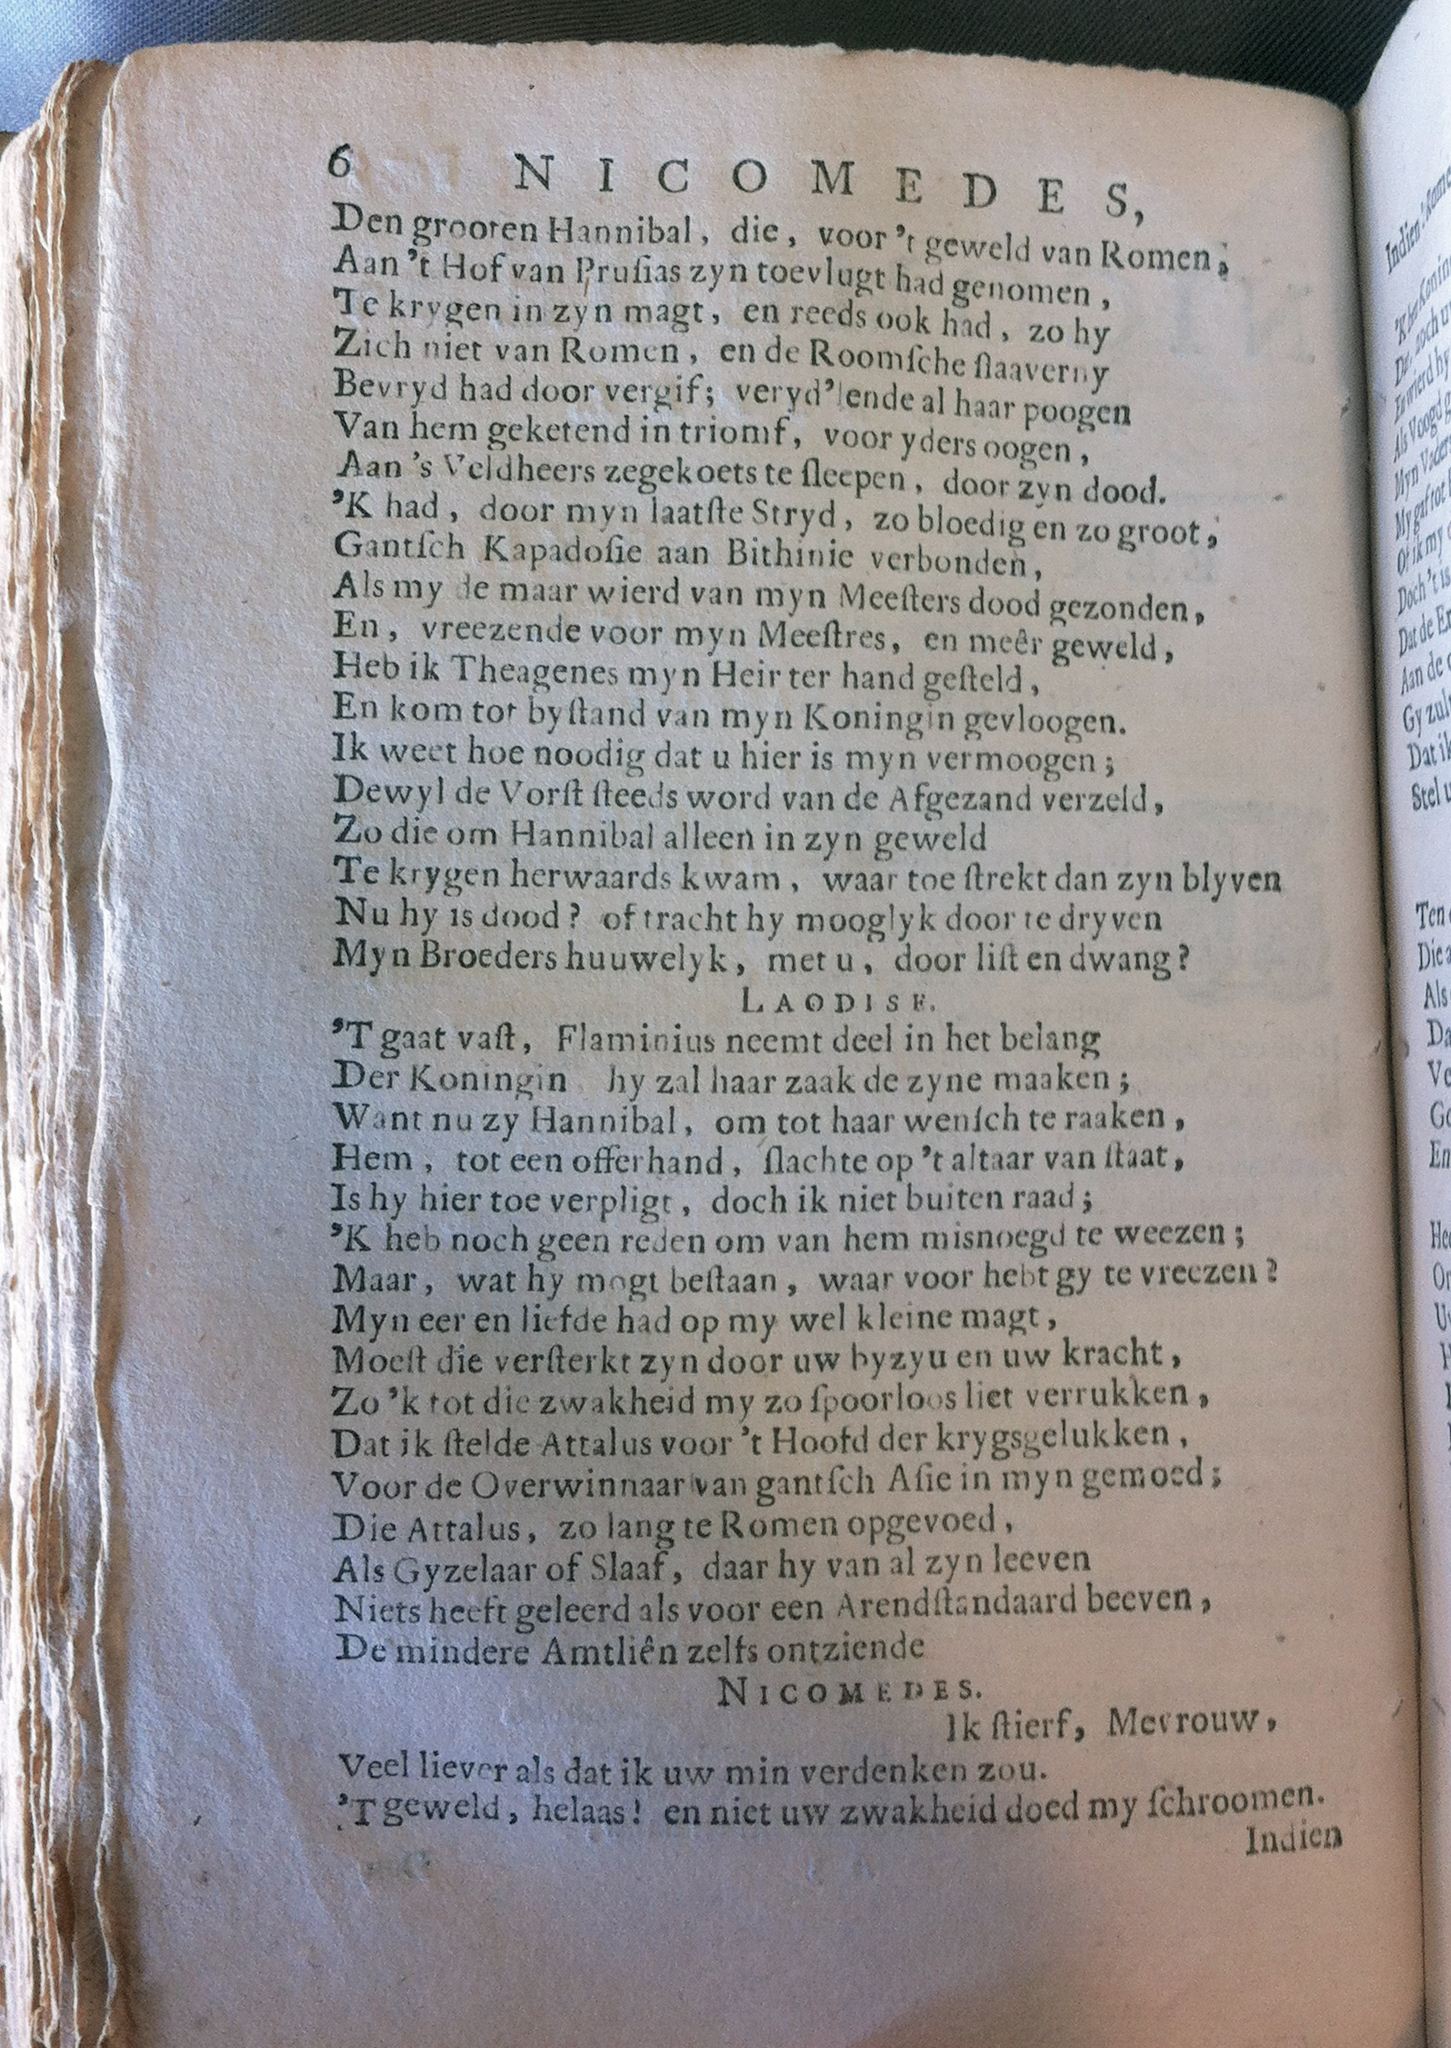 6 NICOMEDES,
Den grooten Hannibal, die, voor 't geweld van Romen,
Aan 't Hof van Pruſias zyn toevlugt had genomen,
Te krygen in zyn magt, en reeds ook had, zo hy
Zich niet van Romen, en de Roomſche ſlaaverny
Bevryd had door vergif; veryd'lende al haar poogen
Van hem geketend in triomf, voor yders oogen,
Aan 's Veldheers zegekoets te ſleepen, door zyn dood.
'K had, door myn laatſte Stryd, zo bloedig en zo groot,
Gantſch Kapadoſie aan Bithinie verbonden,
Als my de maar wierd van myn Meeſters dood gezonden,
En, vreezende voor myn Meeſtres, en meêr geweld,
Heb ik Theagenes myn Heir ter hand geſteld,
En kom tot byſtand van myn Koningin gevloogen.
Ik weet hoe noodig dat u hier is myn vermoogen;
Dewyl de Vorſt ſteeds word van de Afgezand verzeld,
Zo die om Hannibal alleen in zyn geweld
Te krygen herwaards kwam, waar toe ſtrekt dan zyn blyven
Nu hy is dood? of tracht hy mooglyk door te dryven
Myn Broeders huuwelyk, met u, door liſt en dwang?
LAODISE.
'T gaat vaſt, Flaminius neemt deel in het belang
Der Koningin hy zal haar zaak de zyne maaken;
Want nu zy Hannibal, om tot haar wenſch te raaken,
Hem, tot een offerhand, ſlachte op 't altaar van ſtaat,
Is hy hier toe verpligt, doch ik niet buiten raad;
'K heb noch geen reden om van hem misnoegd te weezen;
Maar, wat hy mogt beſtaan, waar voor hebt gy te vreezen?
Myn eer en liefde had op my wel kleine magt,
Moeſt die verſterkt zyn door uw byzyu en uw kracht,
Zo 'k tot die zwakheid my zo ſpoorloos liet verrukken,
Dat ik ſtelde Attalus voor 't Hoofd der krygsgelukken,
Voor de Overwinnaar van gantſch Aſie in myn gemoed;
Die Attalus, zo lang te Romen opgevoed,
Als Gyzelaar of Slaaf, daar hy van al zyn leeven
Niets heeft geleerd als voor een Arendſtandaard beeven,
De mindere Amtliên zelfs ontziende
NICOMEDES.
Ik ſtierf, Mevrouw,
Veel liever als dat ik uw min verdenken zou.
'T geweld, helaas! en niet uw zwakheid doed my ſchroomen.
Indien